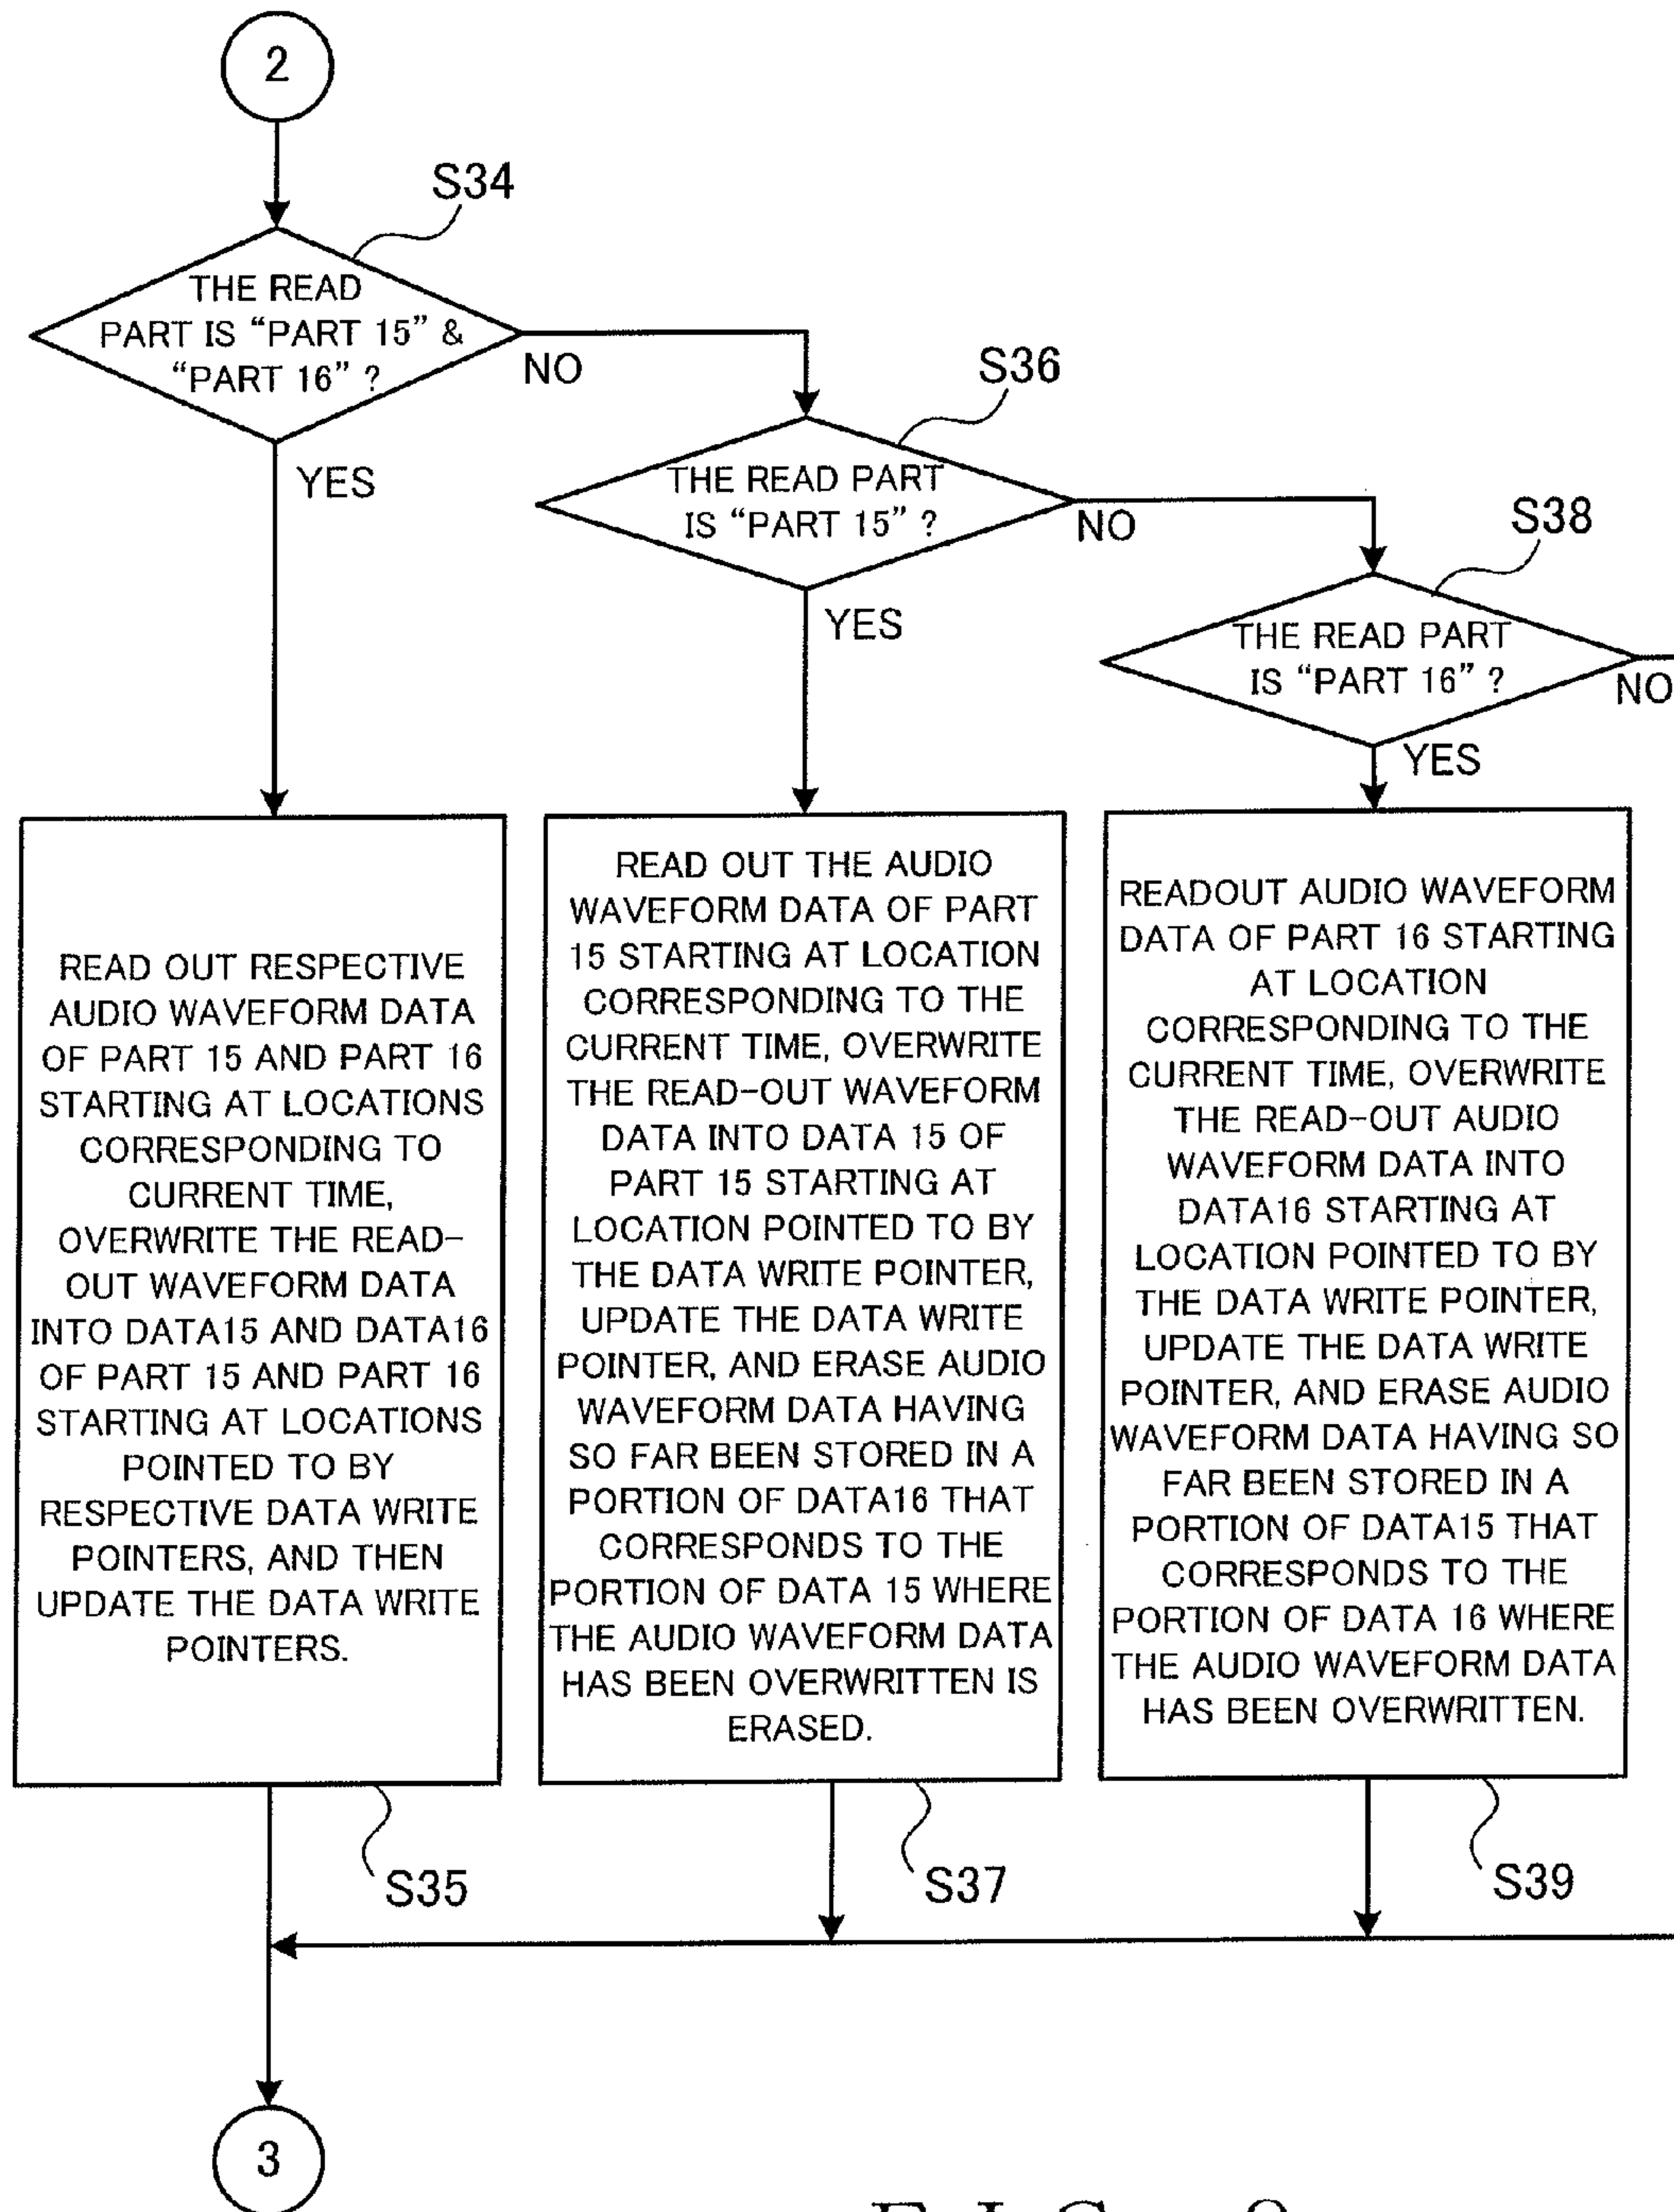 2
S34
THE READ
PART IS “PART 15” &
“PART 16” ?
NO
YES
S36
THE READ PART
IS “PART 15” ?
NO
YES
S38
THE READ PART
IS “PART 16” ?
NO
YES
READ OUT RESPECTIVE
AUDIO WAVEFORM DATA
OF PART 15 AND PART 16
STARTING AT LOCATIONS
CORRESPONDING TO
CURRENT TIME,
OVERWRITE THE READ-
OUT WAVEFORM DATA
INTO DATA15 AND DATA16
OF PART 15 AND PART 16
STARTING AT LOCATIONS
POINTED TO BY
RESPECTIVE DATA WRITE
POINTERS, AND THEN
UPDATE THE DATA WRITE
POINTERS.
S35
READ OUT THE AUDIO
WAVEFORM DATA OF PART
15 STARTING AT LOCATION
CORRESPONDING TO THE
CURRENT TIME, OVERWRITE
THE READ-OUT WAVEFORM
DATA INTO DATA 15 OF
PART 15 STARTING AT
LOCATION POINTED TO BY
THE DATA WRITE POINTER,
UPDATE THE DATA WRITE
POINTER, AND ERASE AUDIO
WAVEFORM DATA HAVING
SO FAR BEEN STORED IN A
PORTION OF DATA16 THAT
CORRESPONDS TO THE
PORTION OF DATA 15 WHERE
THE AUDIO WAVEFORM DATA
HAS BEEN OVERWRITTEN IS
ERASED.
S37
READOUT AUDIO WAVEFORM
DATA OF PART 16 STARTING
AT LOCATION
CORRESPONDING TO THE
CURRENT TIME, OVERWRITE
THE READ-OUT AUDIO
WAVEFORM DATA INTO
DATA16 STARTING AT
LOCATION POINTED TO BY
THE DATA WRITE POINTER,
UPDATE THE DATA WRITE
POINTER, AND ERASE AUDIO
WAVEFORM DATA HAVING SO
FAR BEEN STORED IN A
PORTION OF DATA15 THAT
CORRESPONDS TO THE
PORTION OF DATA 16 WHERE
THE AUDIO WAVEFORM DATA
HAS BEEN OVERWRITTEN.
S39
3